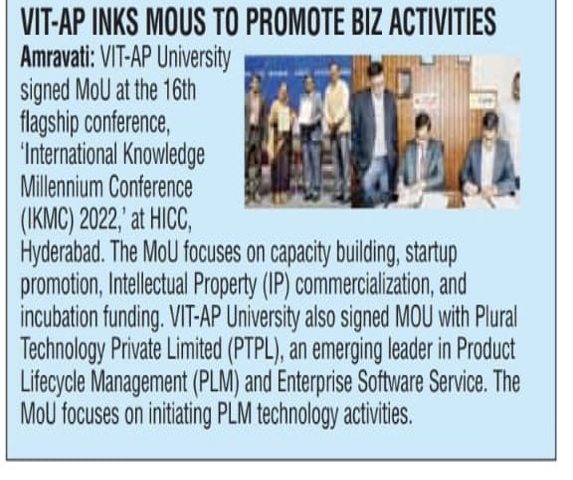 VIT-AP INKS MOUS TO PROMOTE BIZ ACTIVITIES
Amravati: VIT-AP University
signed MoU at the 16th
flagship conference,
‘International Knowledge
Millennium Conference
(IKMC) 2022,’ at HICC,
Hyderabad. The MoU focuses on capacity building, startup
promotion, Intellectual Property (IP) commercialization, and
incubation funding. VIT-AP University also signed MOU with Plural
Technology Private Limited (PTPL), an emerging leader in Product
Lifecycle Management (PLM) and Enterprise Software Service. The
MoU focuses on initiating PLM technology activities.